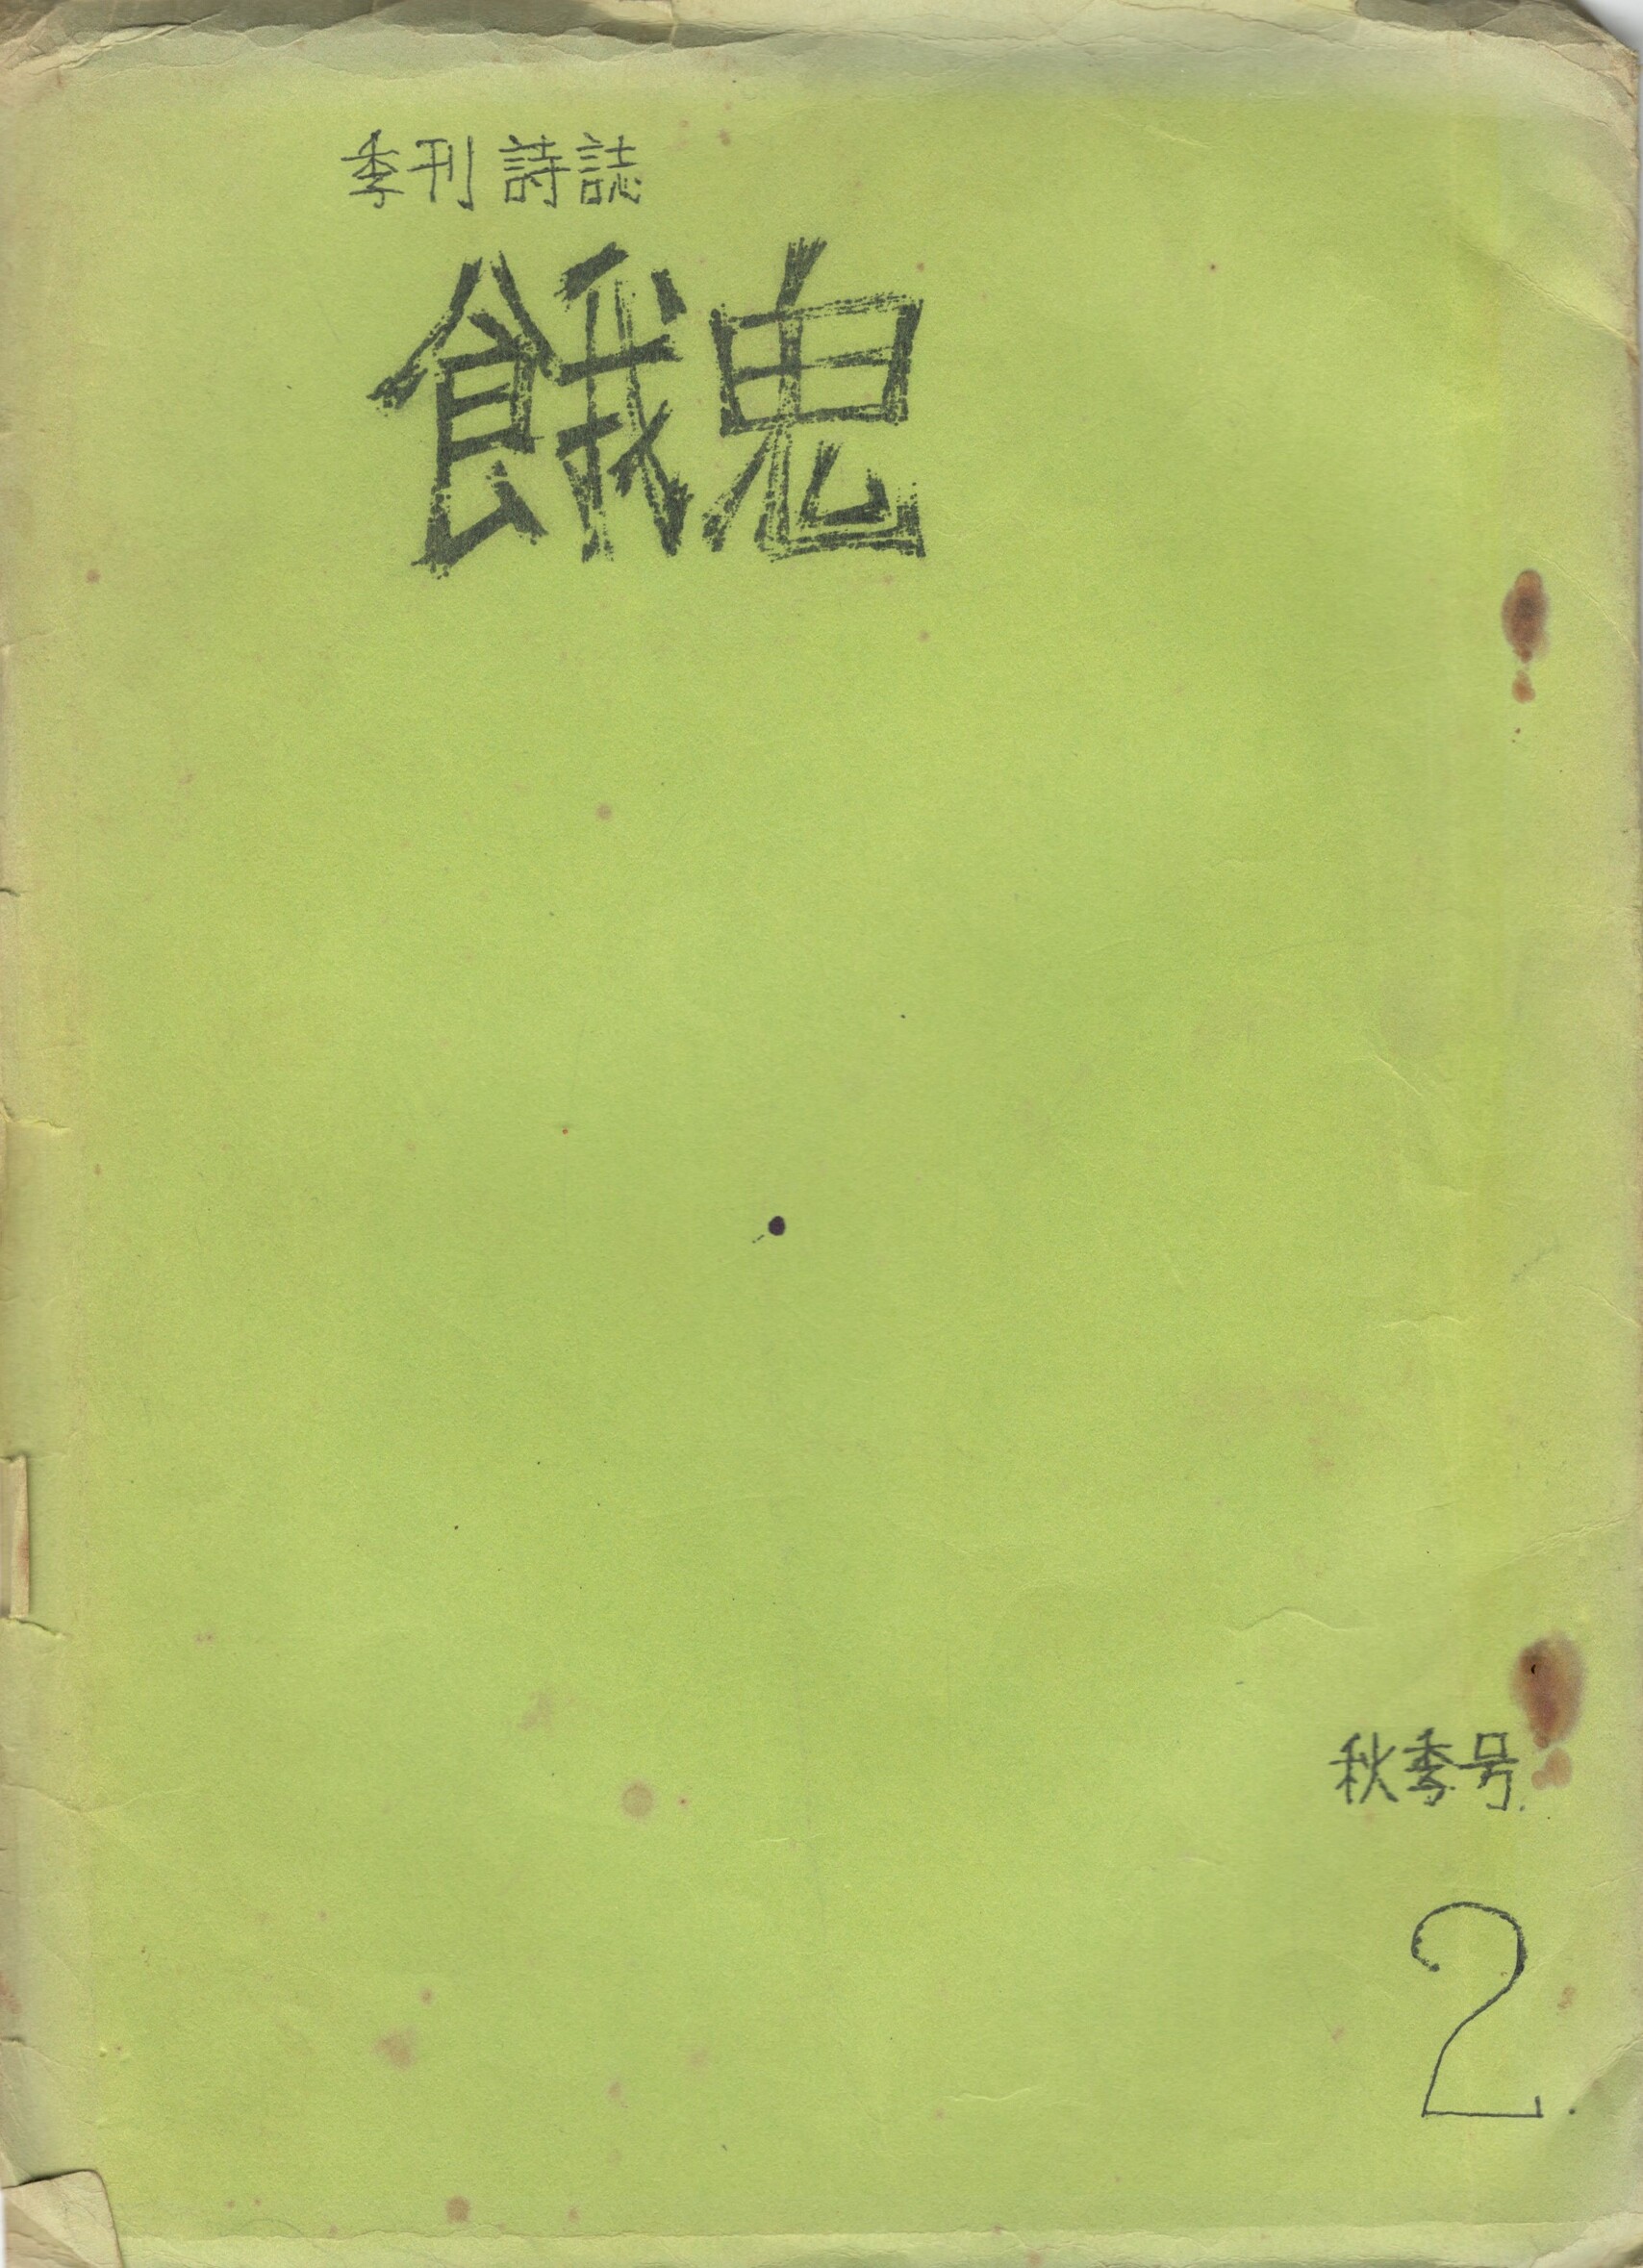 季刊 詩誌
餓鬼
秋季号.
2.